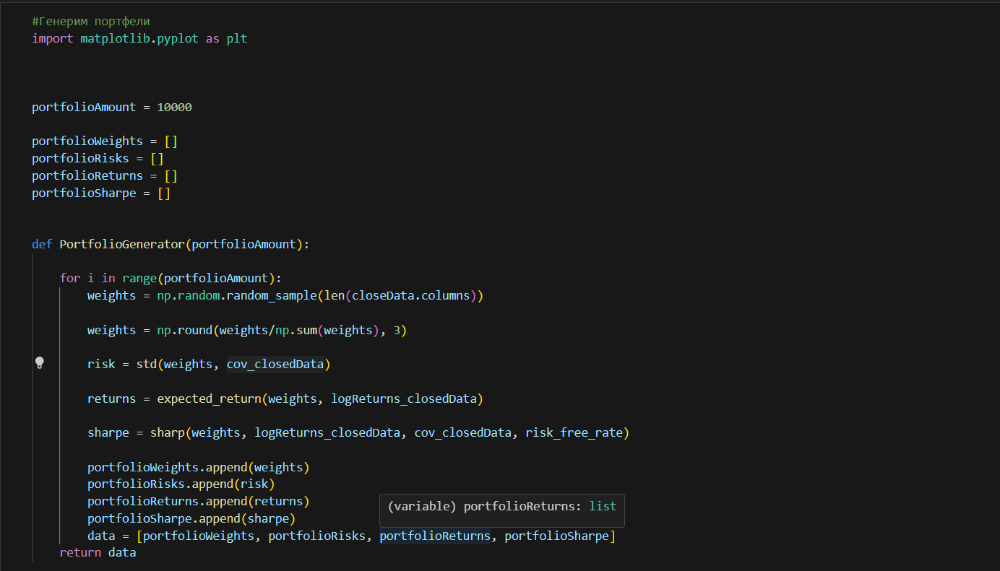 #Генерим портфели
import matplotlib.pyplot as plt
portfolioAmount = 10000
portfolioWeights = []
portfolioRisks = []
portfolioReturns = []
portfolioSharpe = []
def PortfolioGenerator(portfolioAmount):
for i in range(portfolioAmount):
weights = np.random.random_sample(len(closeData.columns))
weights = np.round(weights/np.sum(weights), 3)
risk = std(weights, cov_closedData)
returns = expected_return(weights, logReturns_closedData)
sharpe = sharp(weights, logReturns_closedData, cov_closedData, risk_free_rate)
portfolioWeights.append(weights)
portfolioRisks.append(risk)
portfolioReturns.append(returns)
(variable) portfolioReturns: list
portfolioSharpe.append(sharpe)
data = [portfolioWeights, portfolioRisks, portfolioReturns, portfolioSharpe]
return data